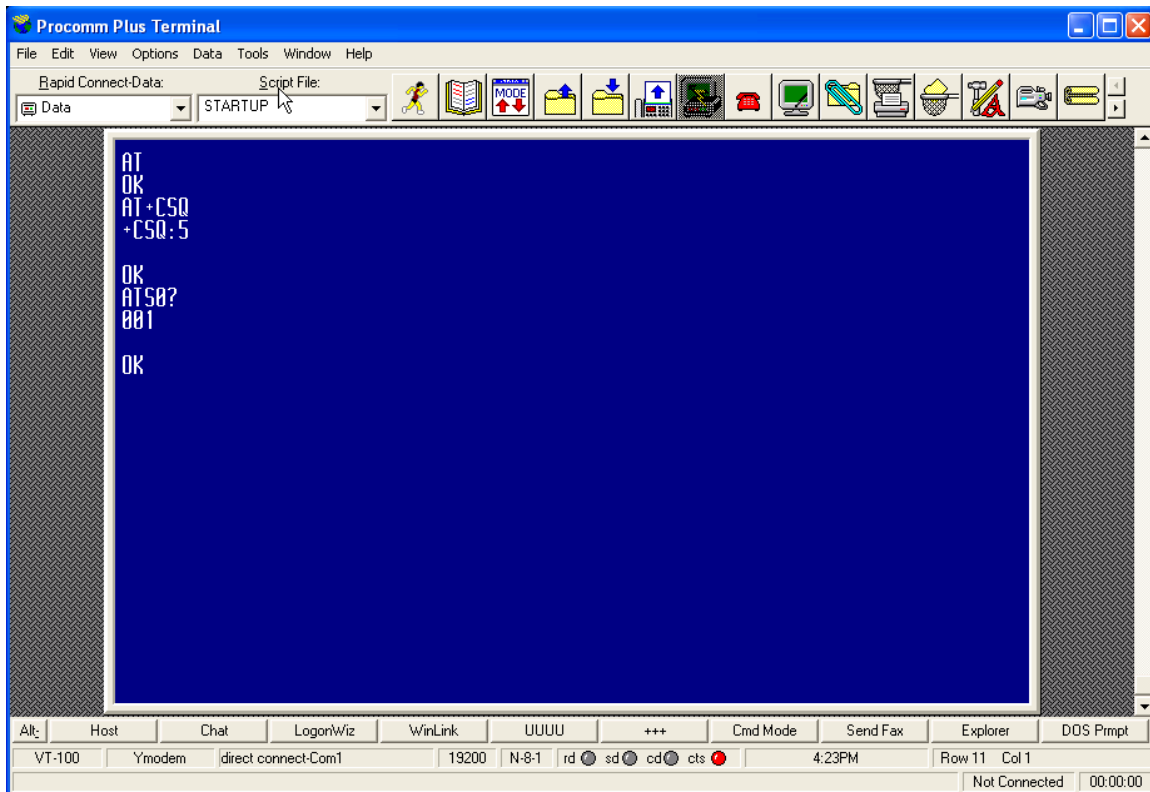 Procomm Plus Terminal
File Edit View Options Data Tools Window Help
Rapid Connect-Data: Script File:
Data STARTUP
MODE
AT
OK
AT+CSQ
+CSQ:5
OK
ATS0?
001
OK
Alt: Host Chat LogonWiz WinLink UUUU +++ Cmd Mode Send Fax Explorer DOS Prmpt
VT-100 Ymodem direct connect-Com1 19200 N-8-1 rd sd cd cts 4:23PM Row 11 Col 1
Not Connected 00:00:00